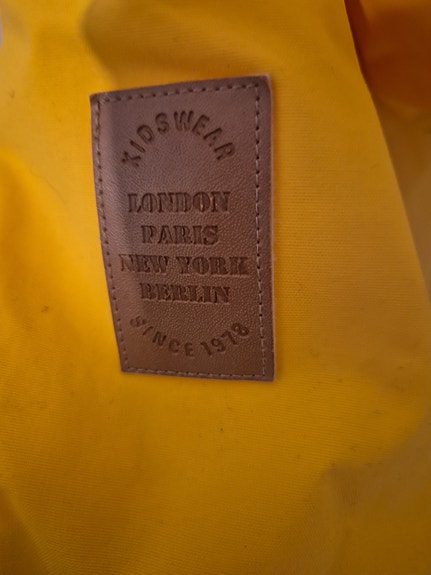 KIDSWEAR
LONDON
PARIS
NEW YORK
BERLIN
SINCE 1978